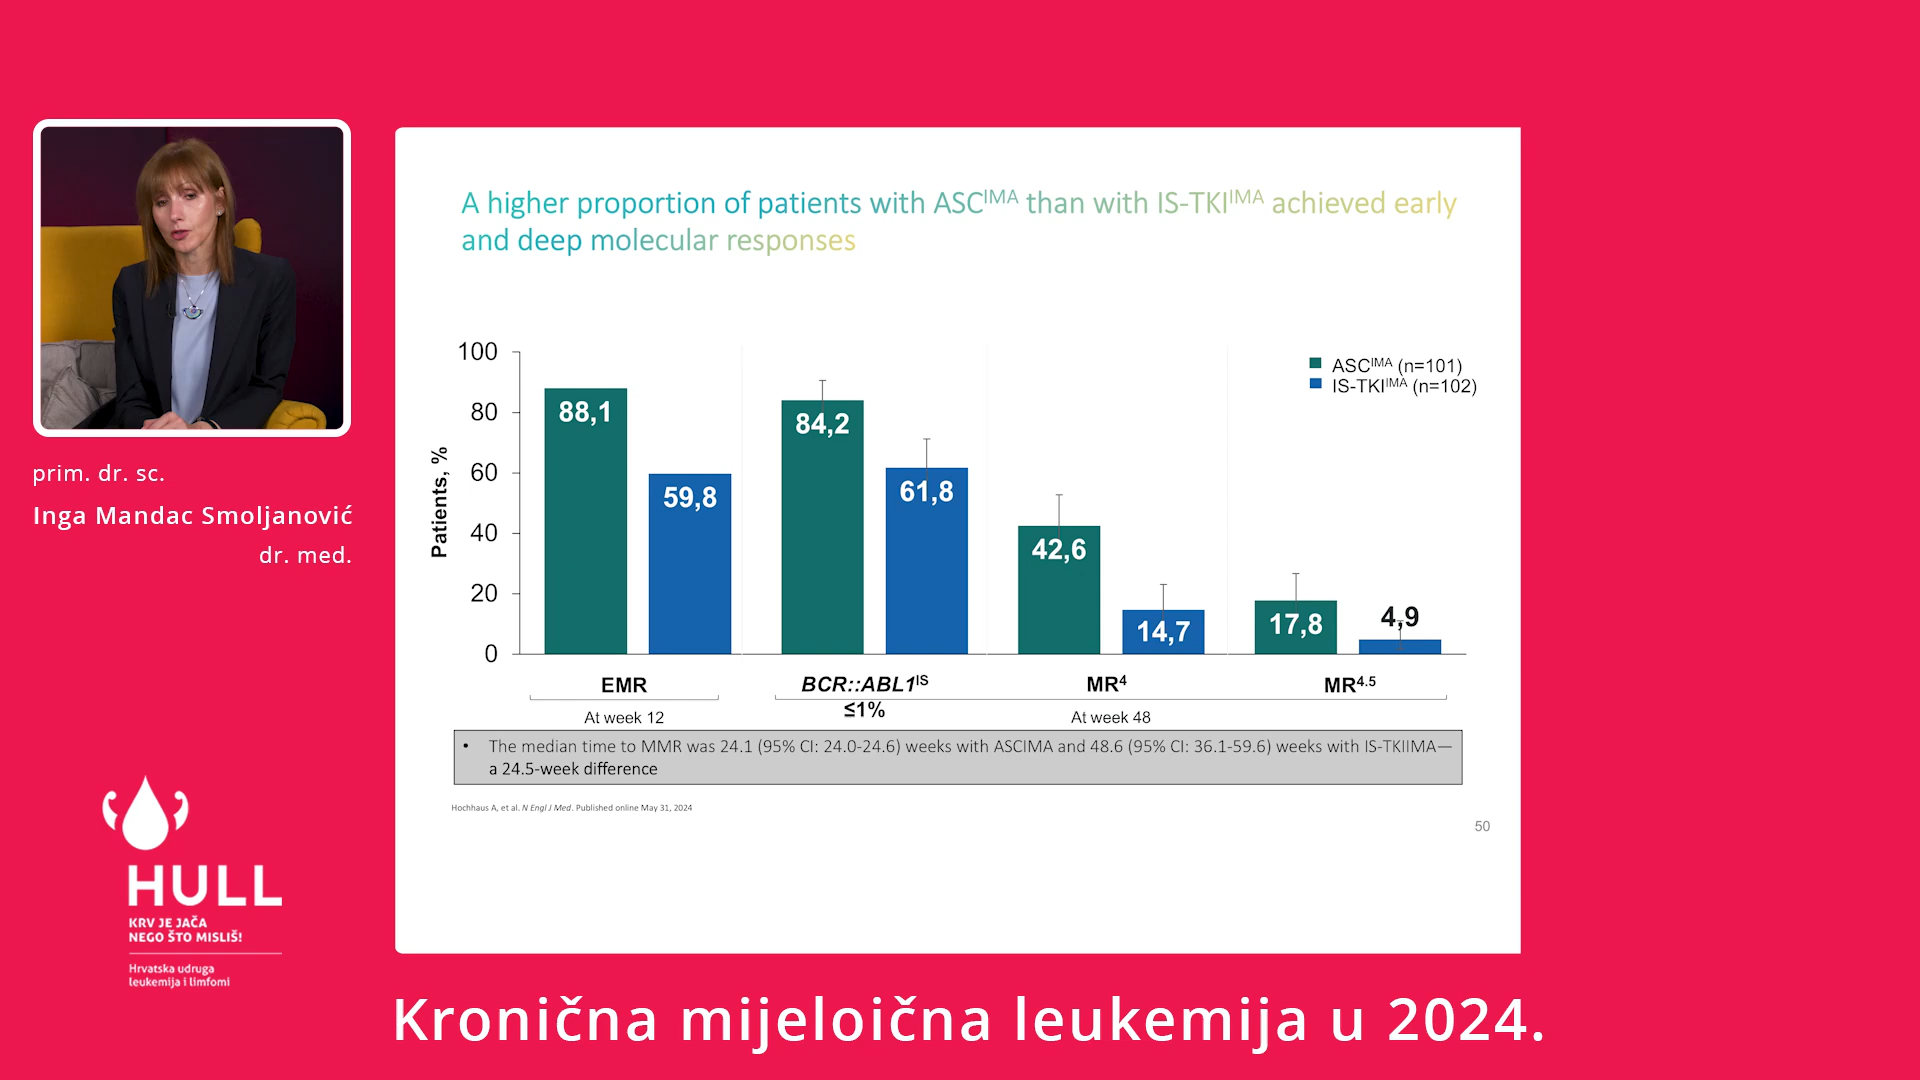 prim. dr. sc.
Inga Mandac Smoljanović
dr. med.
HULL
KRV JE JAČA
NEGO ŠTO MISLIŠ!
Hrvatska udruga
leukemija i limfomi
A higher proportion of patients with ASCIMA than with IS-TKIIMA achieved early
and deep molecular responses
ASCIMA (n=101)
IS-TKIIMA (n=102)
Patients, %
100
80
60
40
20
0
88,1
59,8
84,2
61,8
42,6
14,7
17,8
4,9
EMR
BCR::ABL1IS
≤1%
MR4
MR4.5
At week 12
At week 48
• The median time to MMR was 24.1 (95% CI: 24.0-24.6) weeks with ASCIMA and 48.6 (95% CI: 36.1-59.6) weeks with IS-TKIIMA—
a 24.5-week difference
Hochhaus A, et al. N Engl J Med. Published online May 31, 2024
50
Kronična mijeloična leukemija u 2024.